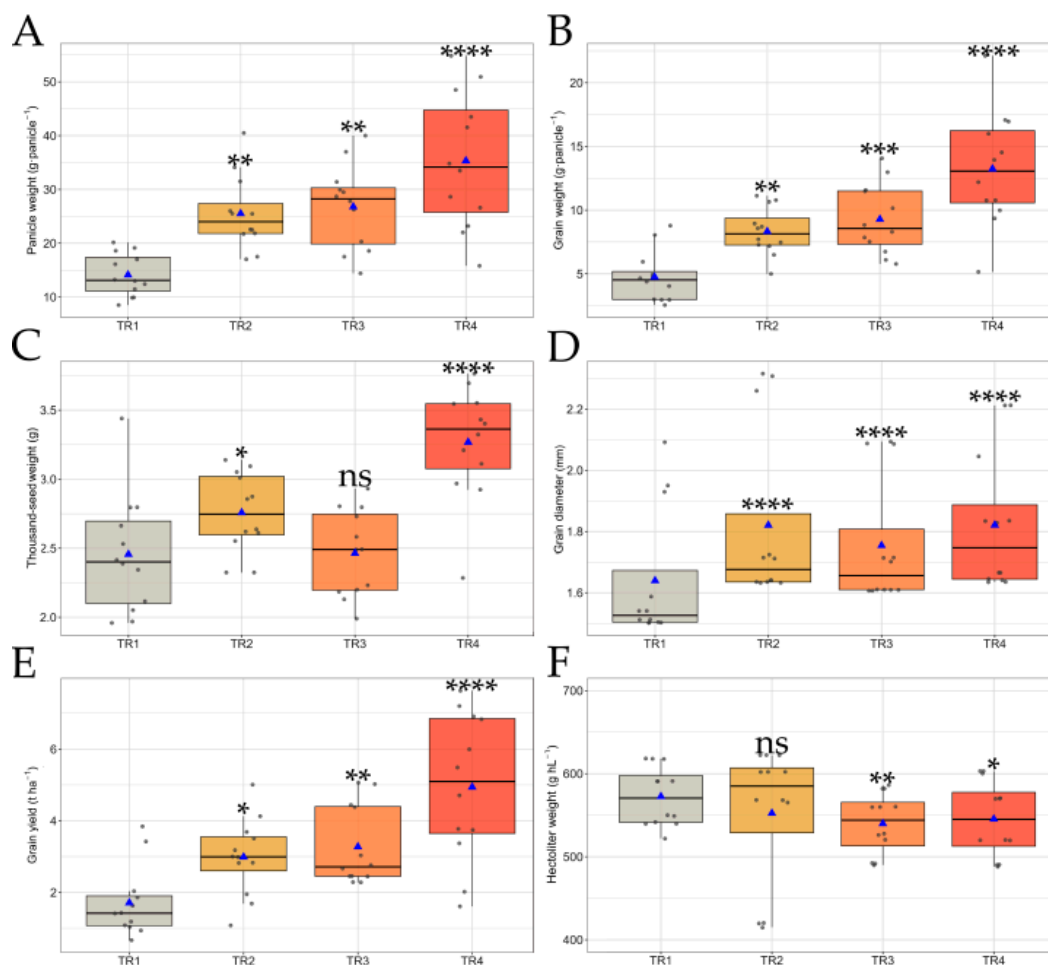 A
Panicle weight (g·panicle⁻¹)
50
40
30
20
10
**
**
****
TR1 TR2 TR3 TR4
B
Grain weight (g·panicle⁻¹)
20
15
10
5
**
***
****
TR1 TR2 TR3 TR4
C
Thousand-seed weight (g)
3.5
3.0
2.5
2.0
*
ns
****
TR1 TR2 TR3 TR4
D
Grain diameter (mm)
2.2
2.0
1.8
1.6
****
****
****
TR1 TR2 TR3 TR4
E
Grain yield (t ha⁻¹)
6
4
2
*
**
****
TR1 TR2 TR3 TR4
F
Hectoliter weight (g hL⁻¹)
700
600
500
400
ns
**
*
TR1 TR2 TR3 TR4